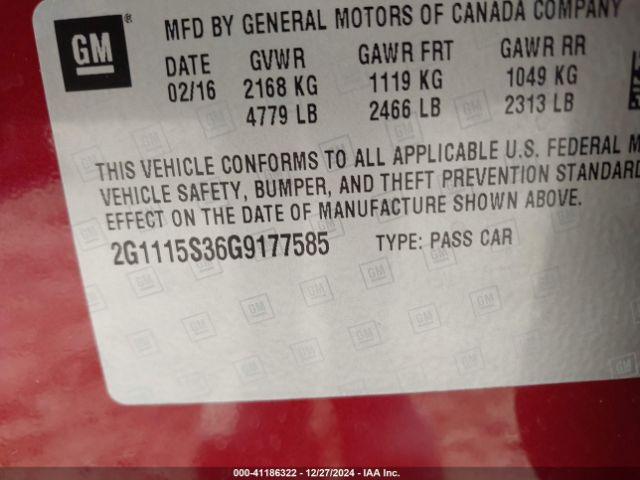 GM
®
MFD BY GENERAL MOTORS OF CANADA COMPANY
DATE GVWR GAWR FRT GAWR RR
02/16 2168 KG 1119 KG 1049 KG
4779 LB 2466 LB 2313 LB
THIS VEHICLE CONFORMS TO ALL APPLICABLE U.S. FEDERAL M
VEHICLE SAFETY, BUMPER, AND THEFT PREVENTION STANDARD
EFFECT ON THE DATE OF MANUFACTURE SHOWN ABOVE.
2G1115S36G9177585 TYPE: PASS CAR
000-41186322 - 12/27/2024 - IAA Inc.